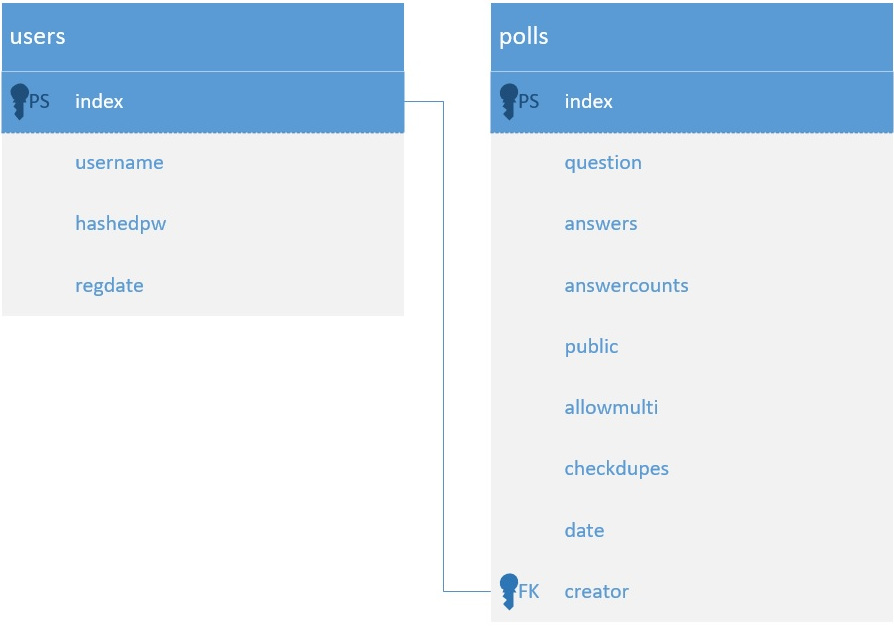 users
PS index
username
hashedpw
regdate
polls
PS index
question
answers
answercounts
public
allowmulti
checkdupes
date
FK creator